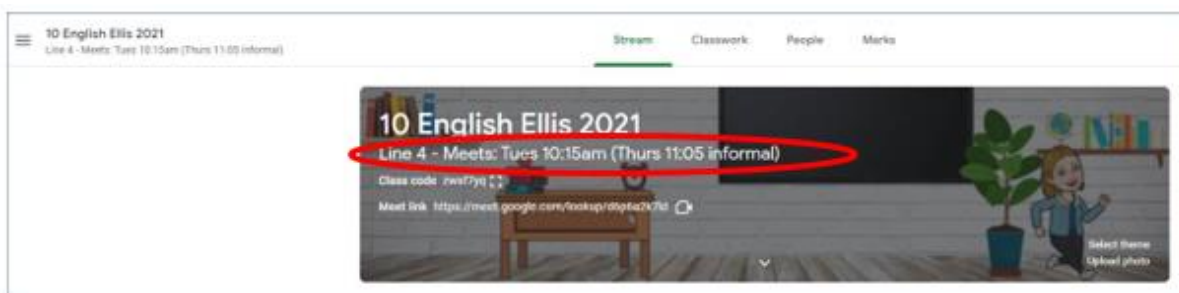 10 English Ellis 2021
Line 4 - Meets: Tues 10:15am (Thurs 11:05 informal)
Stream Classwork People Marks
10 English Ellis 2021
Line 4 - Meets: Tues 10:15am (Thurs 11:05 informal)
Class code
Meet link
Select theme
Upload photo